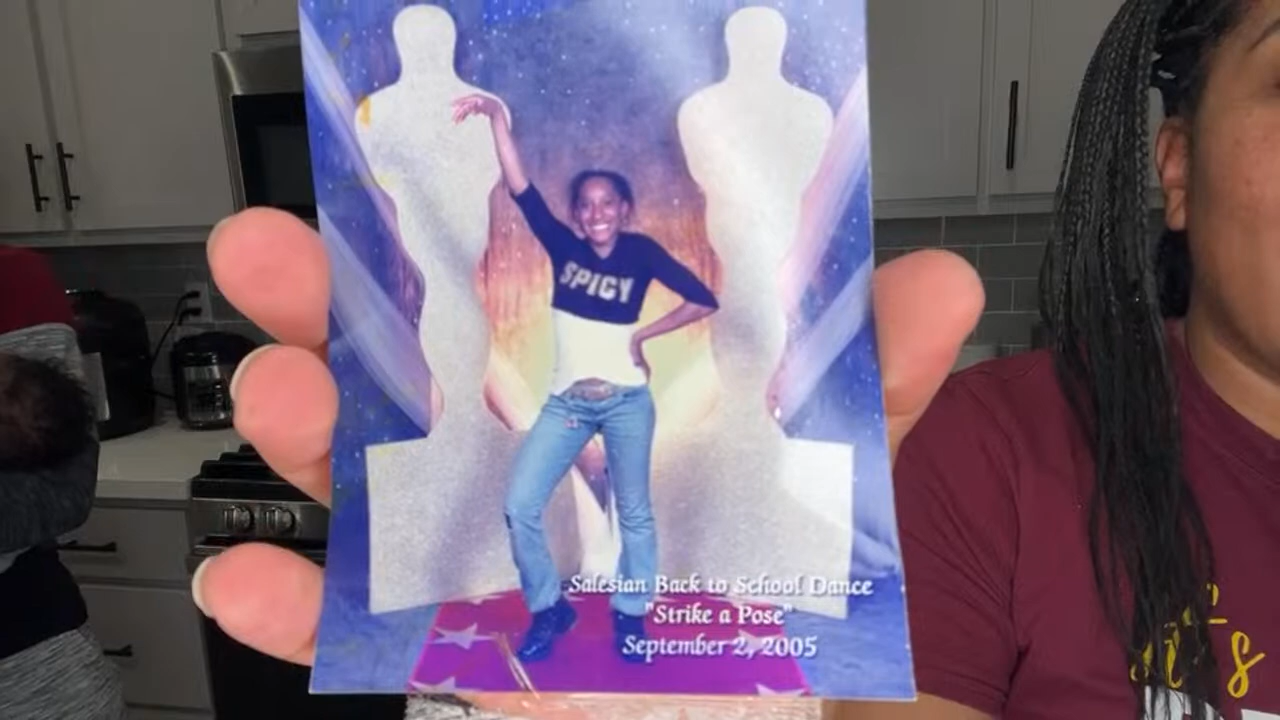 SPICY
Salesian Back to School Dance
"Strike a Pose"
September 2, 2005